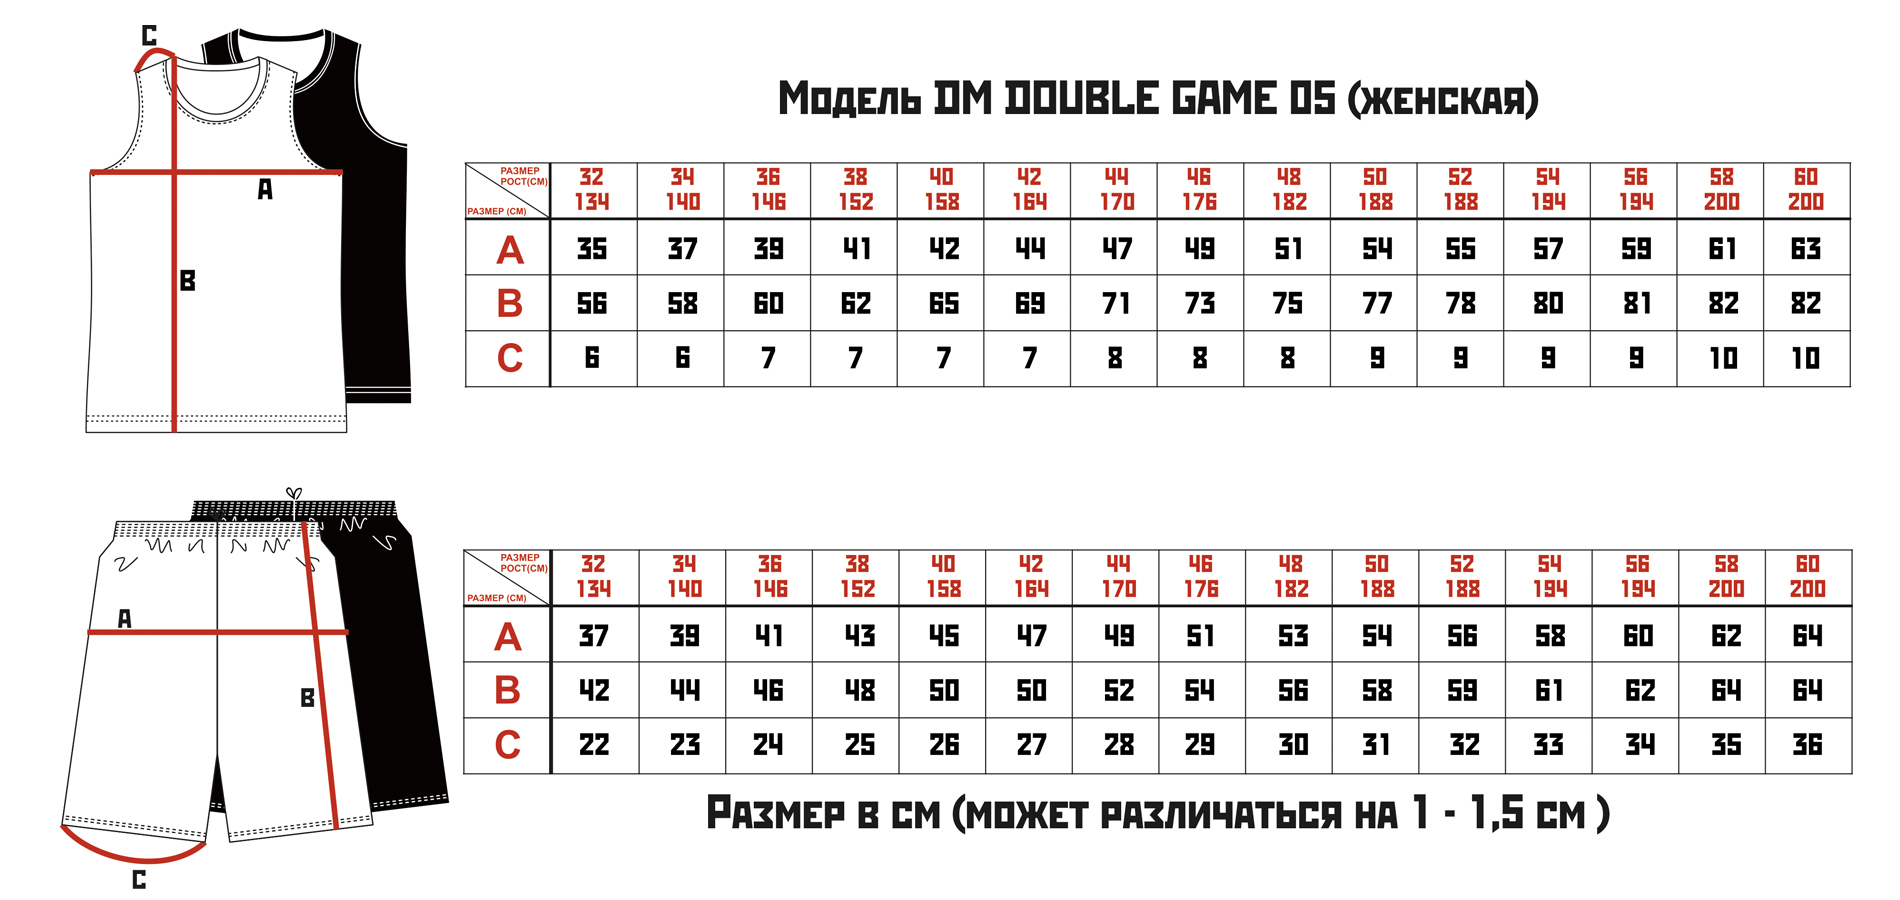 C
A
B
Модель DM DOUBLE GAME 05 (женская)
РАЗМЕР
РОСТ(СМ)
РАЗМЕР (СМ)
32 34 36 38 40 42 44 46 48 50 52 54 56 58 60
134 140 146 152 158 164 170 176 182 188 188 194 194 200 200
A 35 37 39 41 42 44 47 49 51 54 55 57 59 61 63
B 56 58 60 62 65 69 71 73 75 77 78 80 81 82 82
C 6 6 7 7 7 7 8 8 8 9 9 9 9 10 10
A
B
C
РАЗМЕР
РОСТ(СМ)
РАЗМЕР (СМ)
32 34 36 38 40 42 44 46 48 50 52 54 56 58 60
134 140 146 152 158 164 170 176 182 188 188 194 194 200 200
A 37 39 41 43 45 47 49 51 53 54 56 58 60 62 64
B 42 44 46 48 50 50 52 54 56 58 59 61 62 64 64
C 22 23 24 25 26 27 28 29 30 31 32 33 34 35 36
Размер в см (может различаться на 1 - 1,5 см )